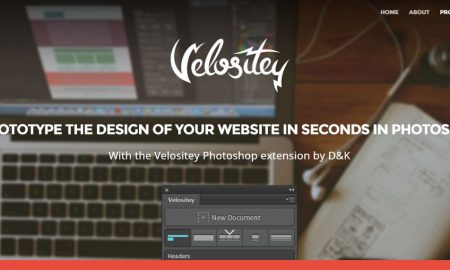 HOME ABOUT PRO
Velositey
OTOTYPE THE DESIGN OF YOUR WEBSITE IN SECONDS IN PHOTOS
With the Velositey Photoshop extension by D&K
Velositey
New Document
Headers